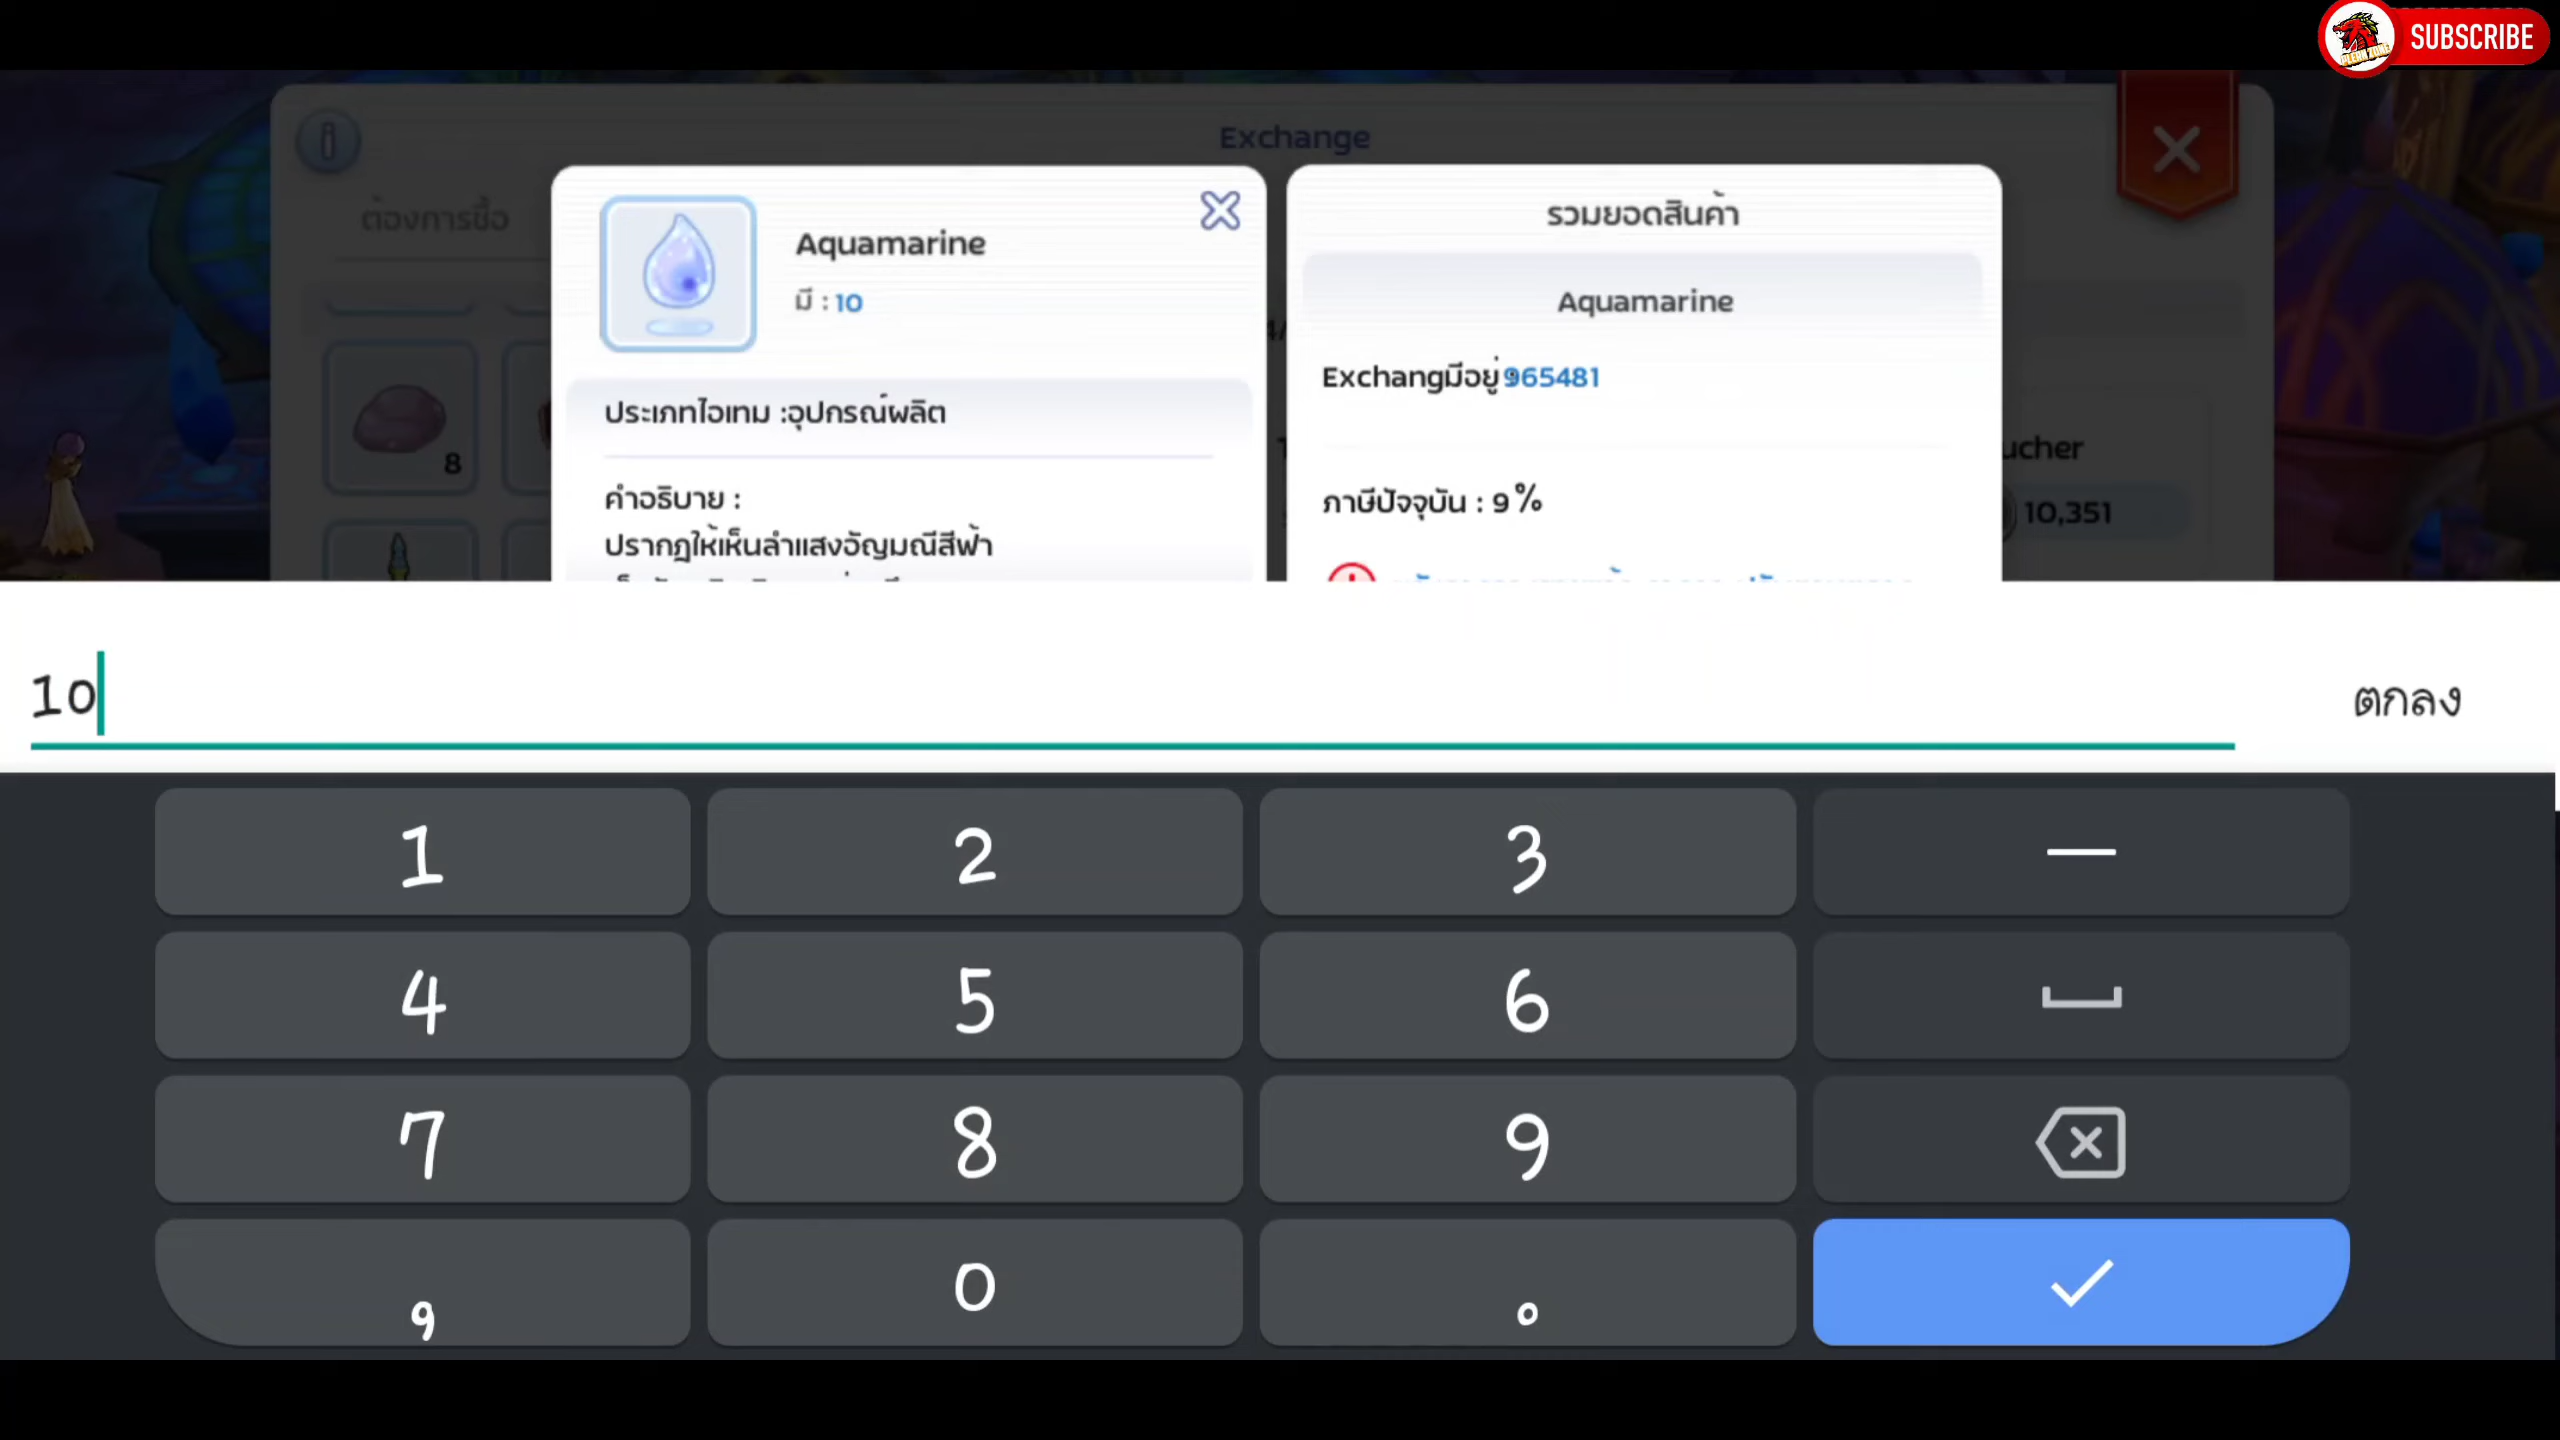 SUBSCRIBE
Exchange
ต้องการซื้อ
Aquamarine
มี : 10
ประเภทไอเทม :อุปกรณ์ผลิต
คำอธิบาย :
ปรากฏให้เห็นลำแสงอัญมณีสีฟ้า
รวมยอดสินค้า
Aquamarine
Exchangมีอยู่965481
ภาษีปัจจุบัน : 9%
ucher
10,351
8
10
ตกลง
1 2 3 —
4 5 6
7 8 9
, 0 .